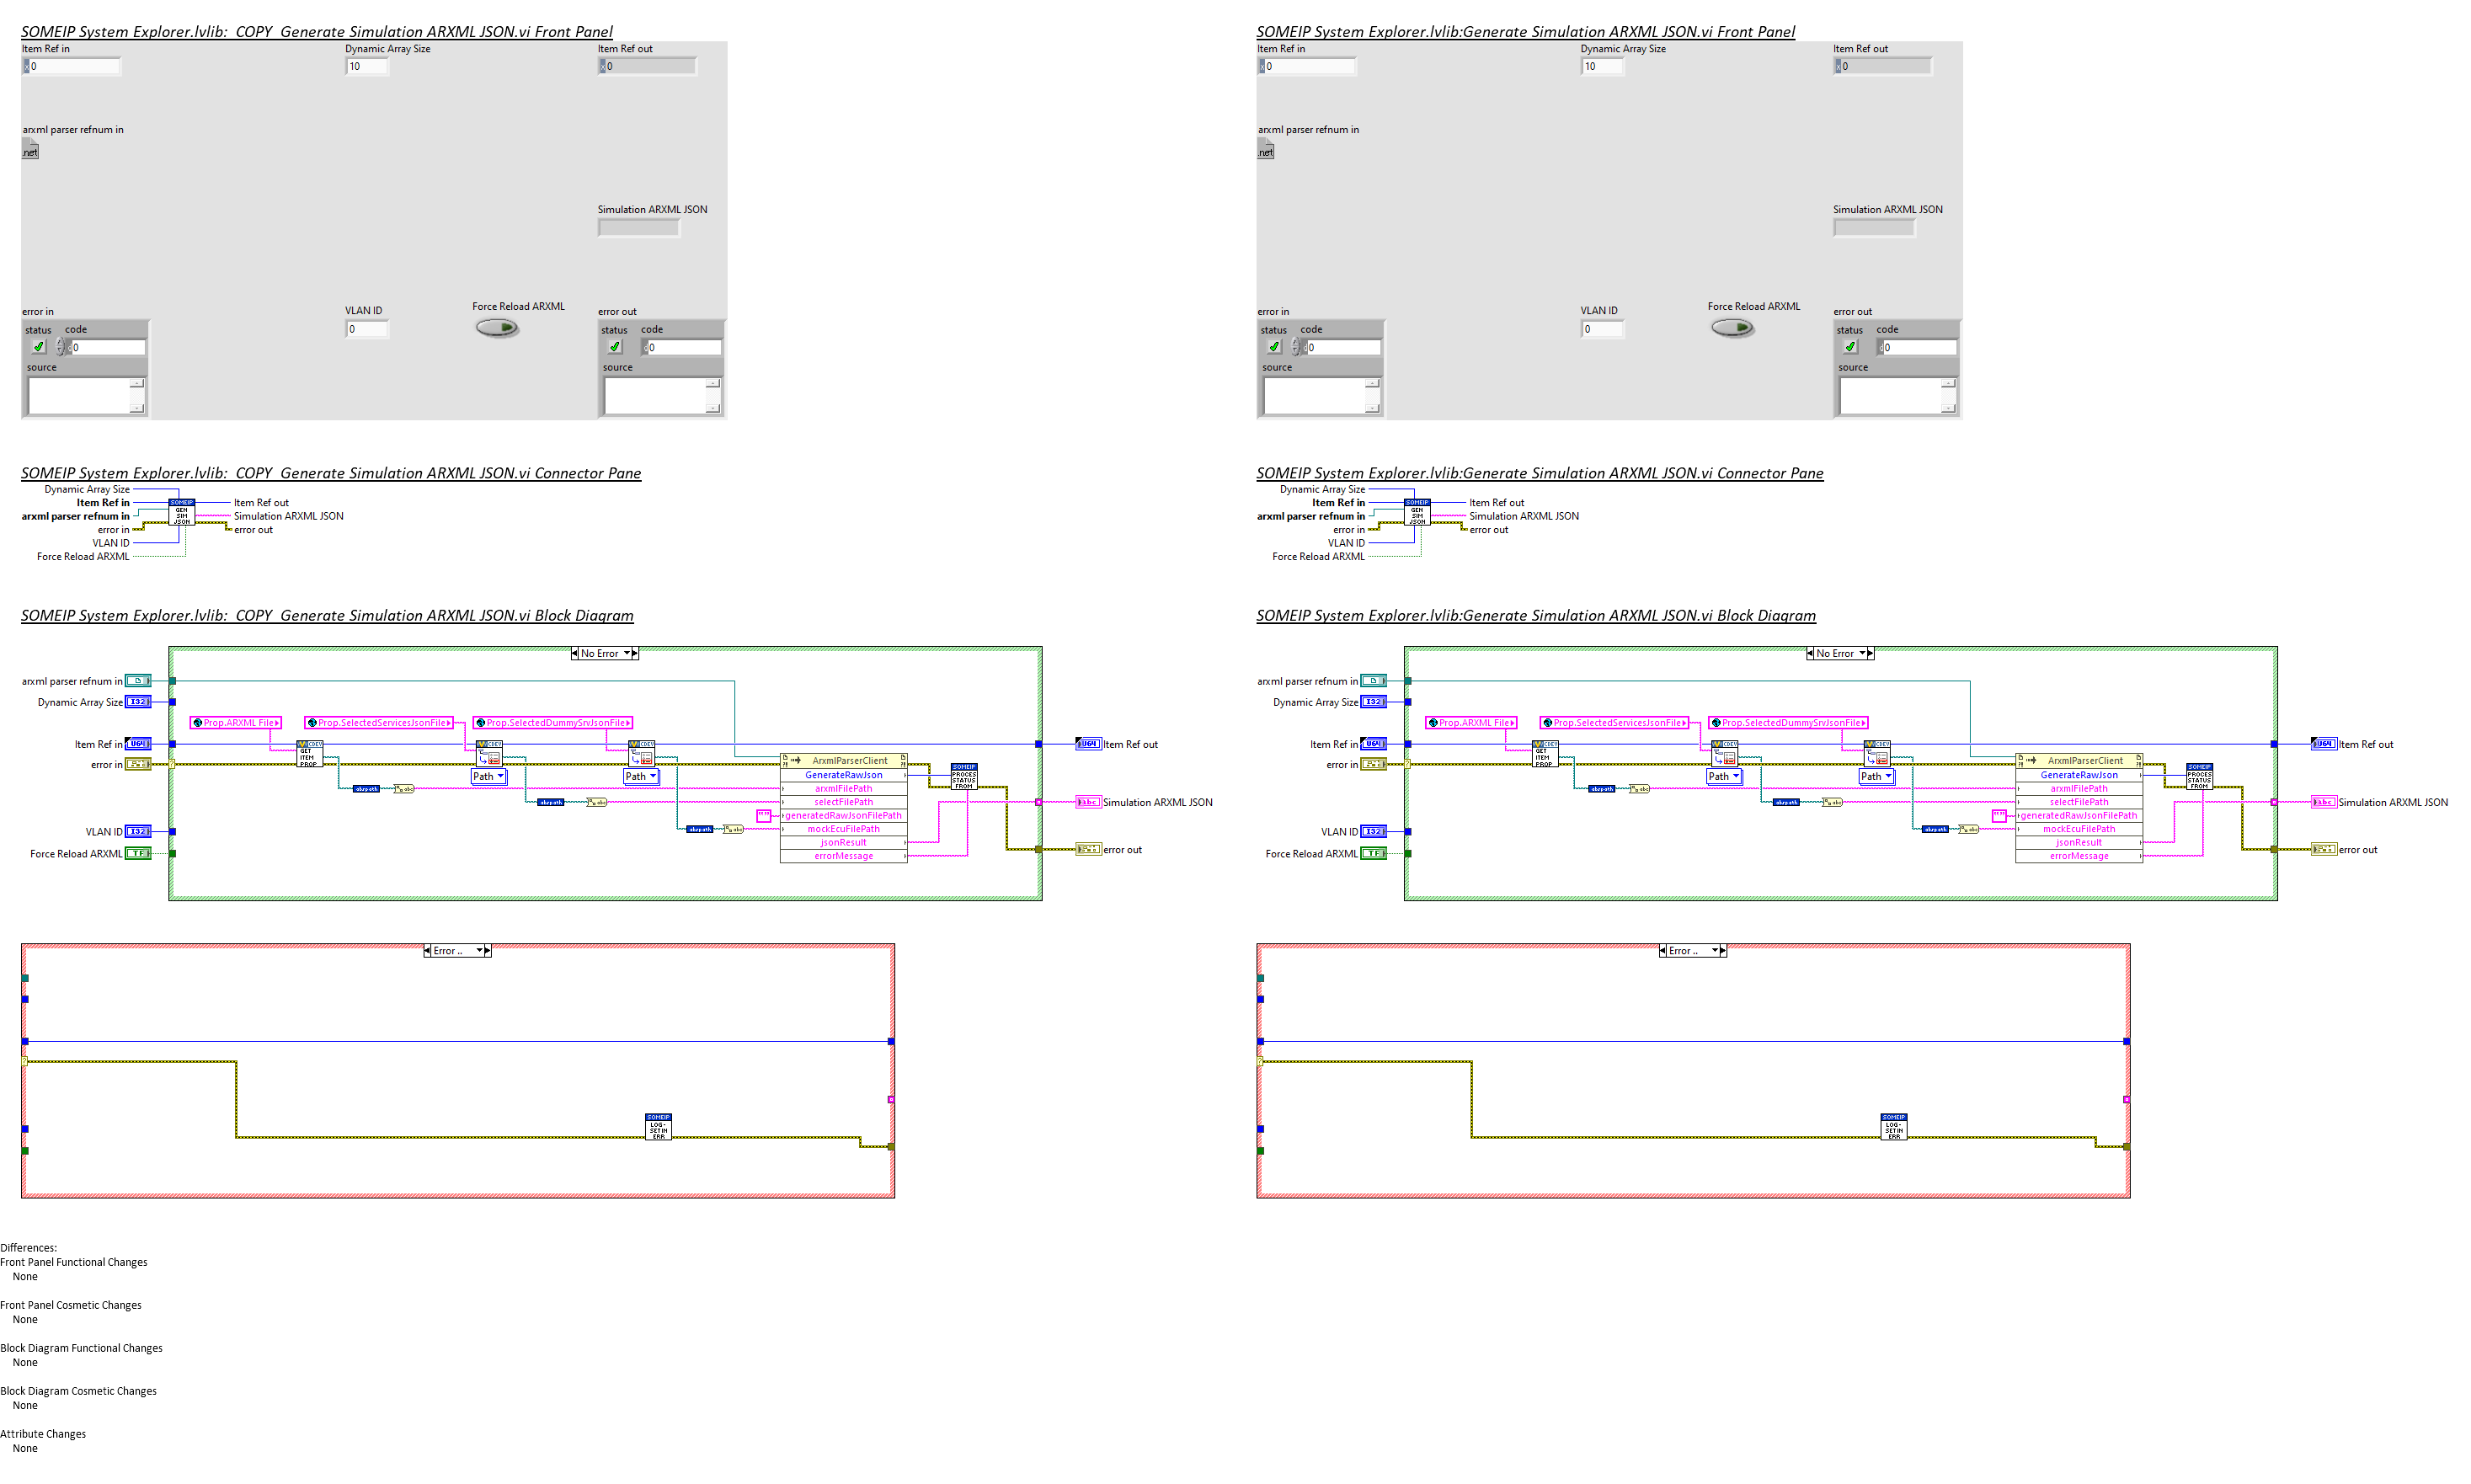 SOMEIP System Explorer.lvlib:  COPY  Generate Simulation ARXML JSON.vi Front Panel
Item Ref in
Dynamic Array Size
Item Ref out
x 0
10
x 0
arxml parser refnum in
.net
Simulation ARXML JSON
error in
VLAN ID
Force Reload ARXML
error out
status code
0
status code
0
0
source
source
SOMEIP System Explorer.lvlib:Generate Simulation ARXML JSON.vi Front Panel
Item Ref in
Dynamic Array Size
Item Ref out
x 0
10
x 0
arxml parser refnum in
.net
Simulation ARXML JSON
error in
VLAN ID
Force Reload ARXML
error out
status code
0
status code
0
0
source
source
SOMEIP System Explorer.lvlib:  COPY  Generate Simulation ARXML JSON.vi Connector Pane
Dynamic Array Size
Item Ref in
arxml parser refnum in
error in
VLAN ID
Force Reload ARXML
SOMEIP
GEN
SIM
JSON
Item Ref out
Simulation ARXML JSON
error out
SOMEIP System Explorer.lvlib:Generate Simulation ARXML JSON.vi Connector Pane
Dynamic Array Size
Item Ref in
arxml parser refnum in
error in
VLAN ID
Force Reload ARXML
SOMEIP
GEN
SIM
JSON
Item Ref out
Simulation ARXML JSON
error out
SOMEIP System Explorer.lvlib:  COPY  Generate Simulation ARXML JSON.vi Block Diagram
No Error
arxml parser refnum in
Dynamic Array Size
I32
Prop.ARXML File
Prop.SelectedServicesJsonFile
Prop.SelectedDummySrvJsonFile
Item Ref in
U64
error in
GET
ITEM
PROP
Path
Path
ArxmlParserClient
GenerateRawJson
arxmlFilePath
selectFilePath
generatedRawJsonFilePath
mockEcuFilePath
jsonResult
errorMessage
SOMEIP
PROCES
STATUS
FROM
VLAN ID
I32
Force Reload ARXML
TF
U64
Item Ref out
abc
Simulation ARXML JSON
error out
Error ..
SOMEIP
LOG-
SETIN
ERR
SOMEIP System Explorer.lvlib:Generate Simulation ARXML JSON.vi Block Diagram
No Error
arxml parser refnum in
Dynamic Array Size
I32
Prop.ARXML File
Prop.SelectedServicesJsonFile
Prop.SelectedDummySrvJsonFile
Item Ref in
U64
error in
GET
ITEM
PROP
Path
Path
ArxmlParserClient
GenerateRawJson
arxmlFilePath
selectFilePath
generatedRawJsonFilePath
mockEcuFilePath
jsonResult
errorMessage
SOMEIP
PROCES
STATUS
FROM
VLAN ID
I32
Force Reload ARXML
TF
U64
Item Ref out
abc
Simulation ARXML JSON
error out
Error ..
SOMEIP
LOG-
SETIN
ERR
Differences:
Front Panel Functional Changes
None
Front Panel Cosmetic Changes
None
Block Diagram Functional Changes
None
Block Diagram Cosmetic Changes
None
Attribute Changes
None